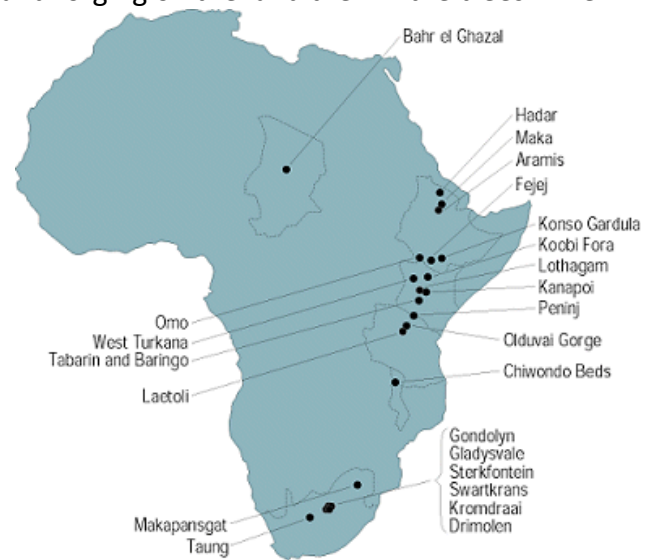 Bahr el Ghazal
Hadar
Maka
Aramis
Fejej
Konso Gardula
Koobi Fora
Lothagam
Kanapoi
Peninj
Olduvai Gorge
Chiwondo Beds
Omo
West Turkana
Tabarin and Baringo
Laetoli
Gondolyn
Gladysvale
Sterkfontein
Swartkrans
Kromdraai
Drimolen
Makapansgat
Taung